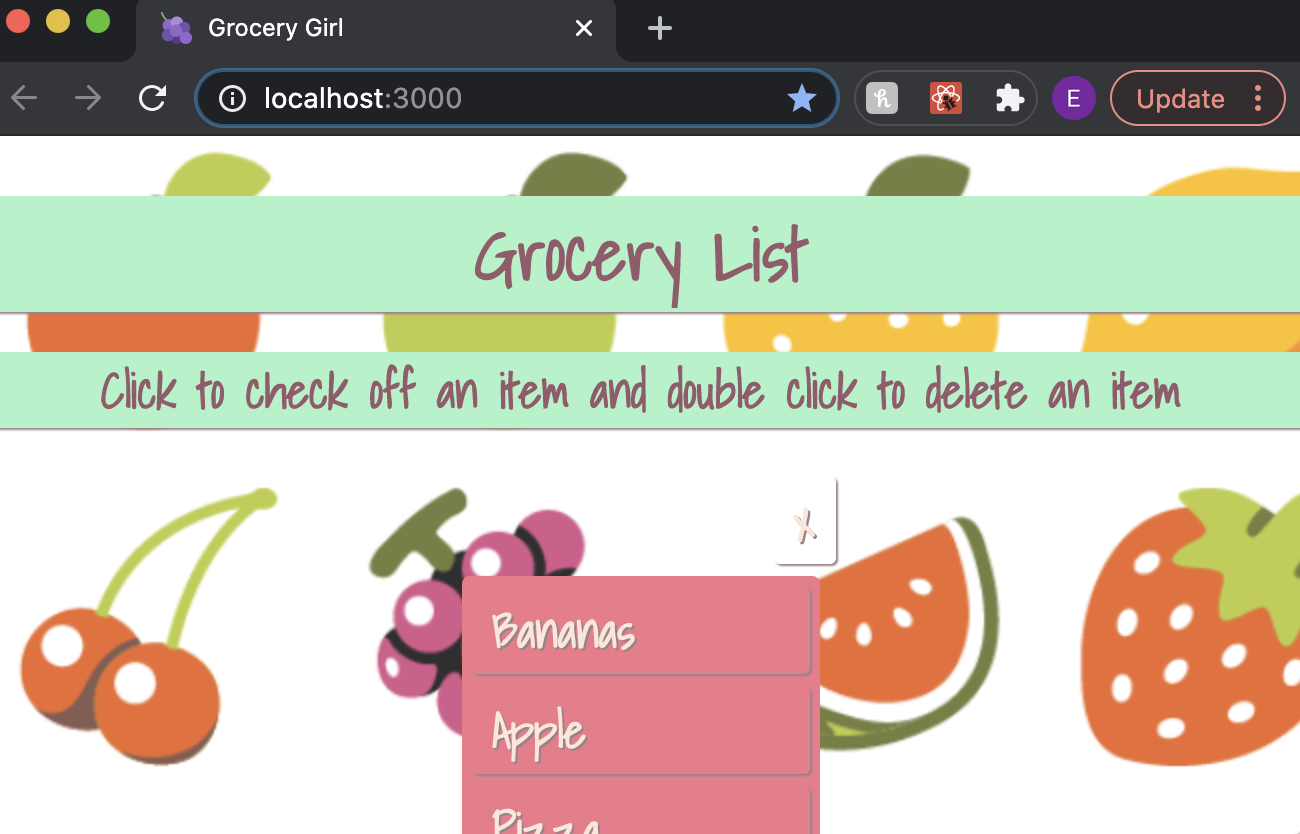 Grocery Girl
localhost:3000
E
Update
Grocery List
Click to check off an item and double click to delete an item
X
Bananas
Apple
Pizza